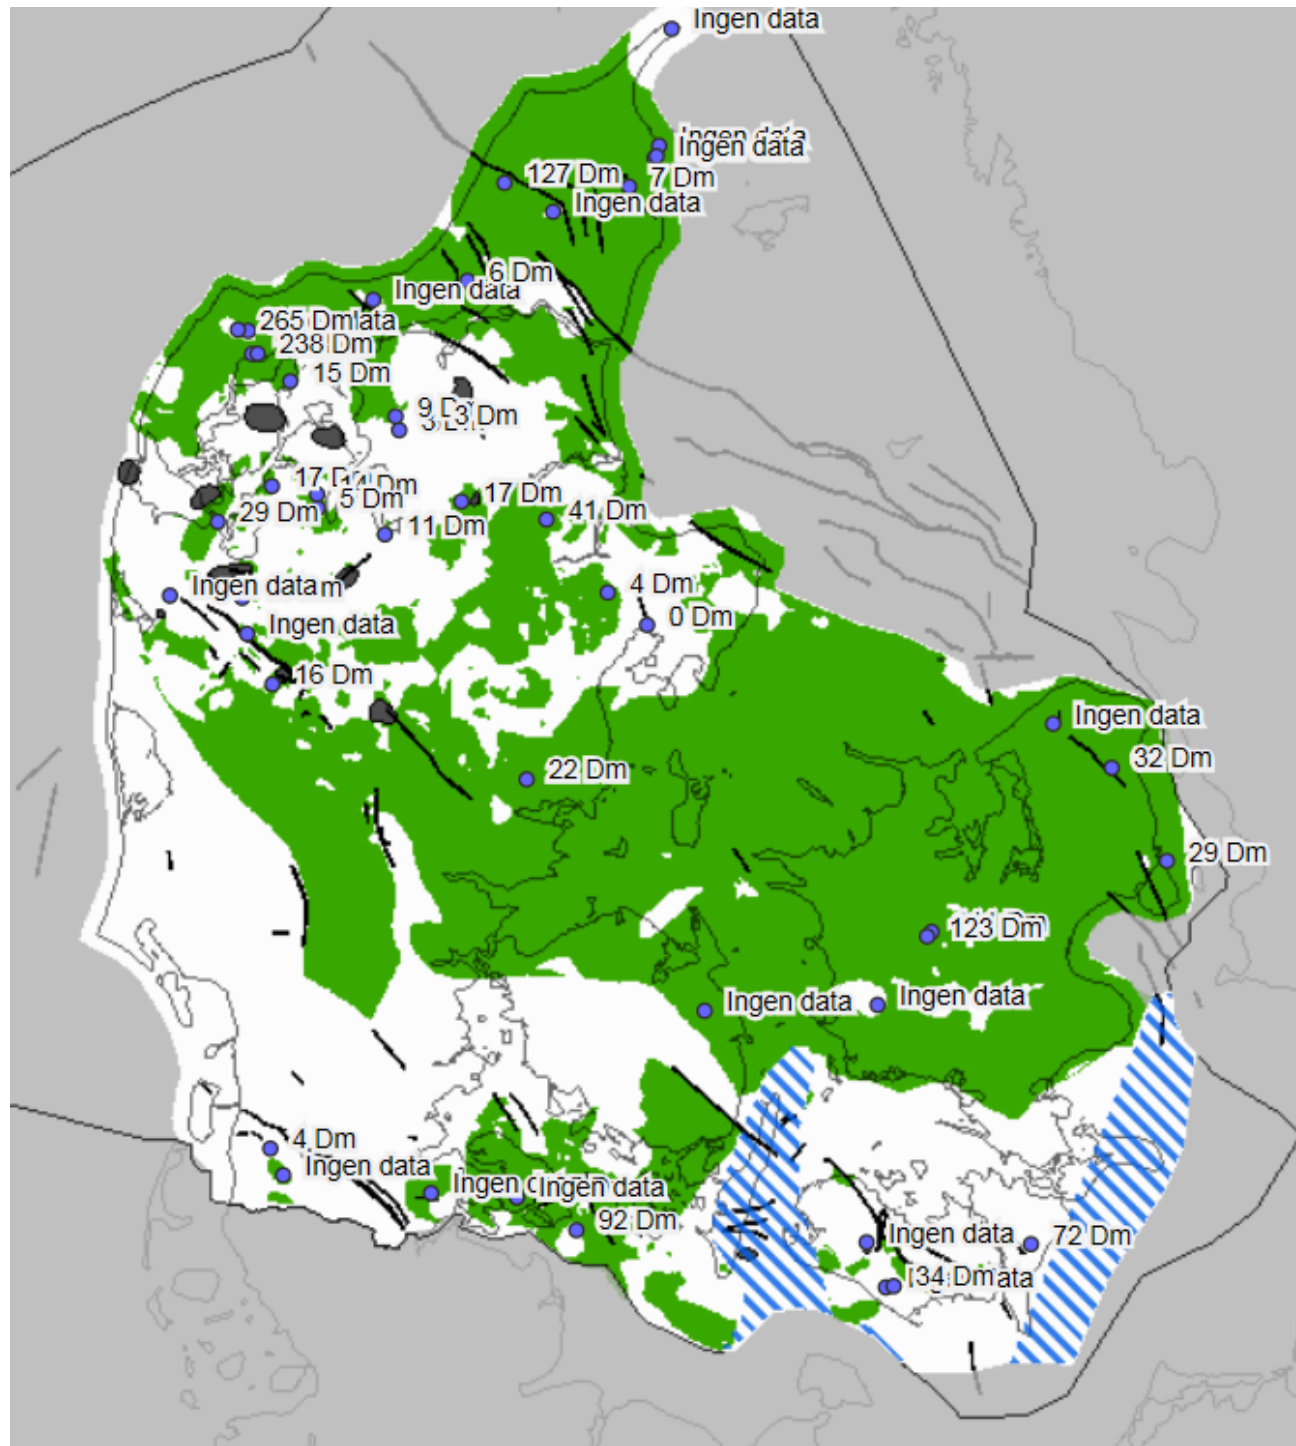 Ingen data
Ingen data
127 Dm
7 Dm
Ingen data
6 Dm
Ingen data
265 Dm
238 Dm
15 Dm
3 Dm
17 Dm
5 Dm
17 Dm
29 Dm
41 Dm
11 Dm
Ingen data
4 Dm
0 Dm
Ingen data
16 Dm
Ingen data
22 Dm
32 Dm
29 Dm
123 Dm
Ingen data
Ingen data
4 Dm
Ingen data
Ingen
Ingen data
92 Dm
Ingen data
72 Dm
34 Dm